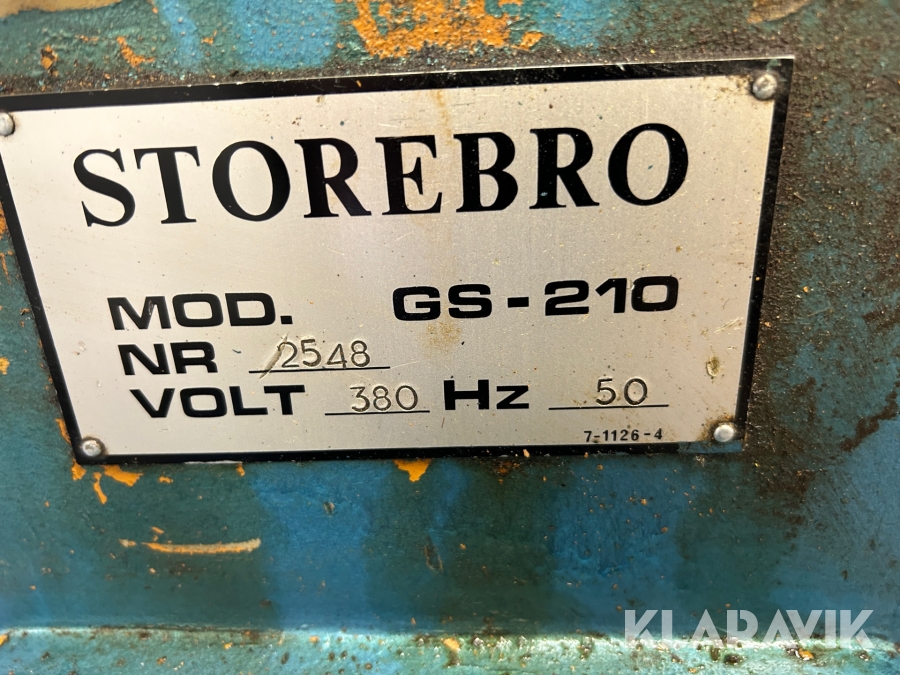 STOREBRO
MOD. GS-210
NR 2548
VOLT 380 Hz 50
7-1126-4
KLARAVIK